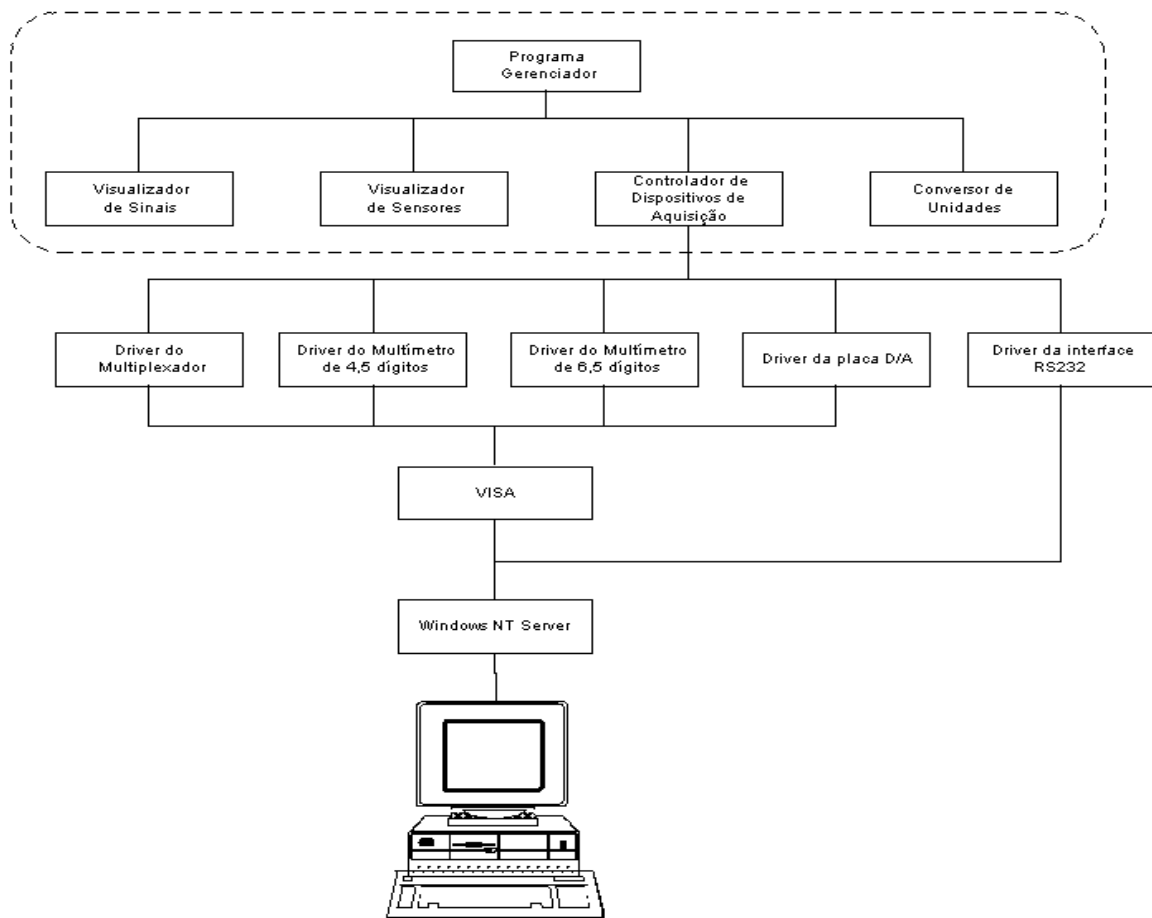 Programa
Gerenciador
Visualizador
de Sinais
Visualizador
de Sensores
Controlador de
Dispositivos de
Aquisição
Conversor de
Unidades
Driver do
Multiplexador
Driver do Multímetro
de 4,5 dígitos
Driver do Multímetro
de 6,5 dígitos
Driver da placa D/A
Driver da interface
RS232
VISA
Windows NT Server